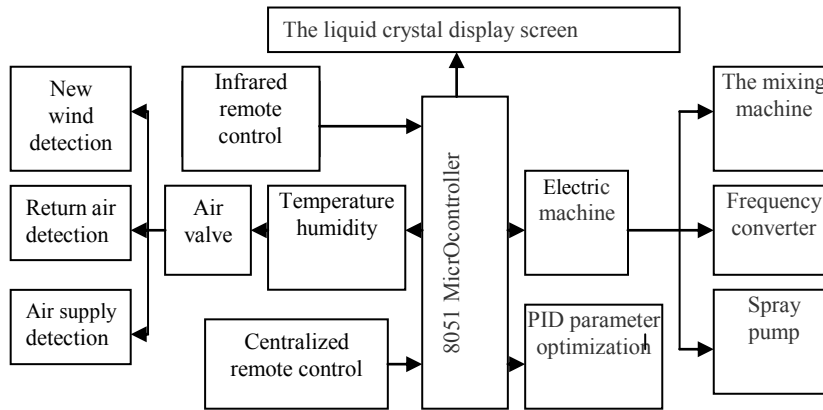 The liquid crystal display screen
New
wind
detection
Infrared
remote
control
The mixing
machine
8051 MicrOcontroller
Return air
detection
Air
valve
Temperature
humidity
Electric
machine
Frequency
converter
Air supply
detection
Centralized
remote control
PID parameter
optimization
Spray
pump